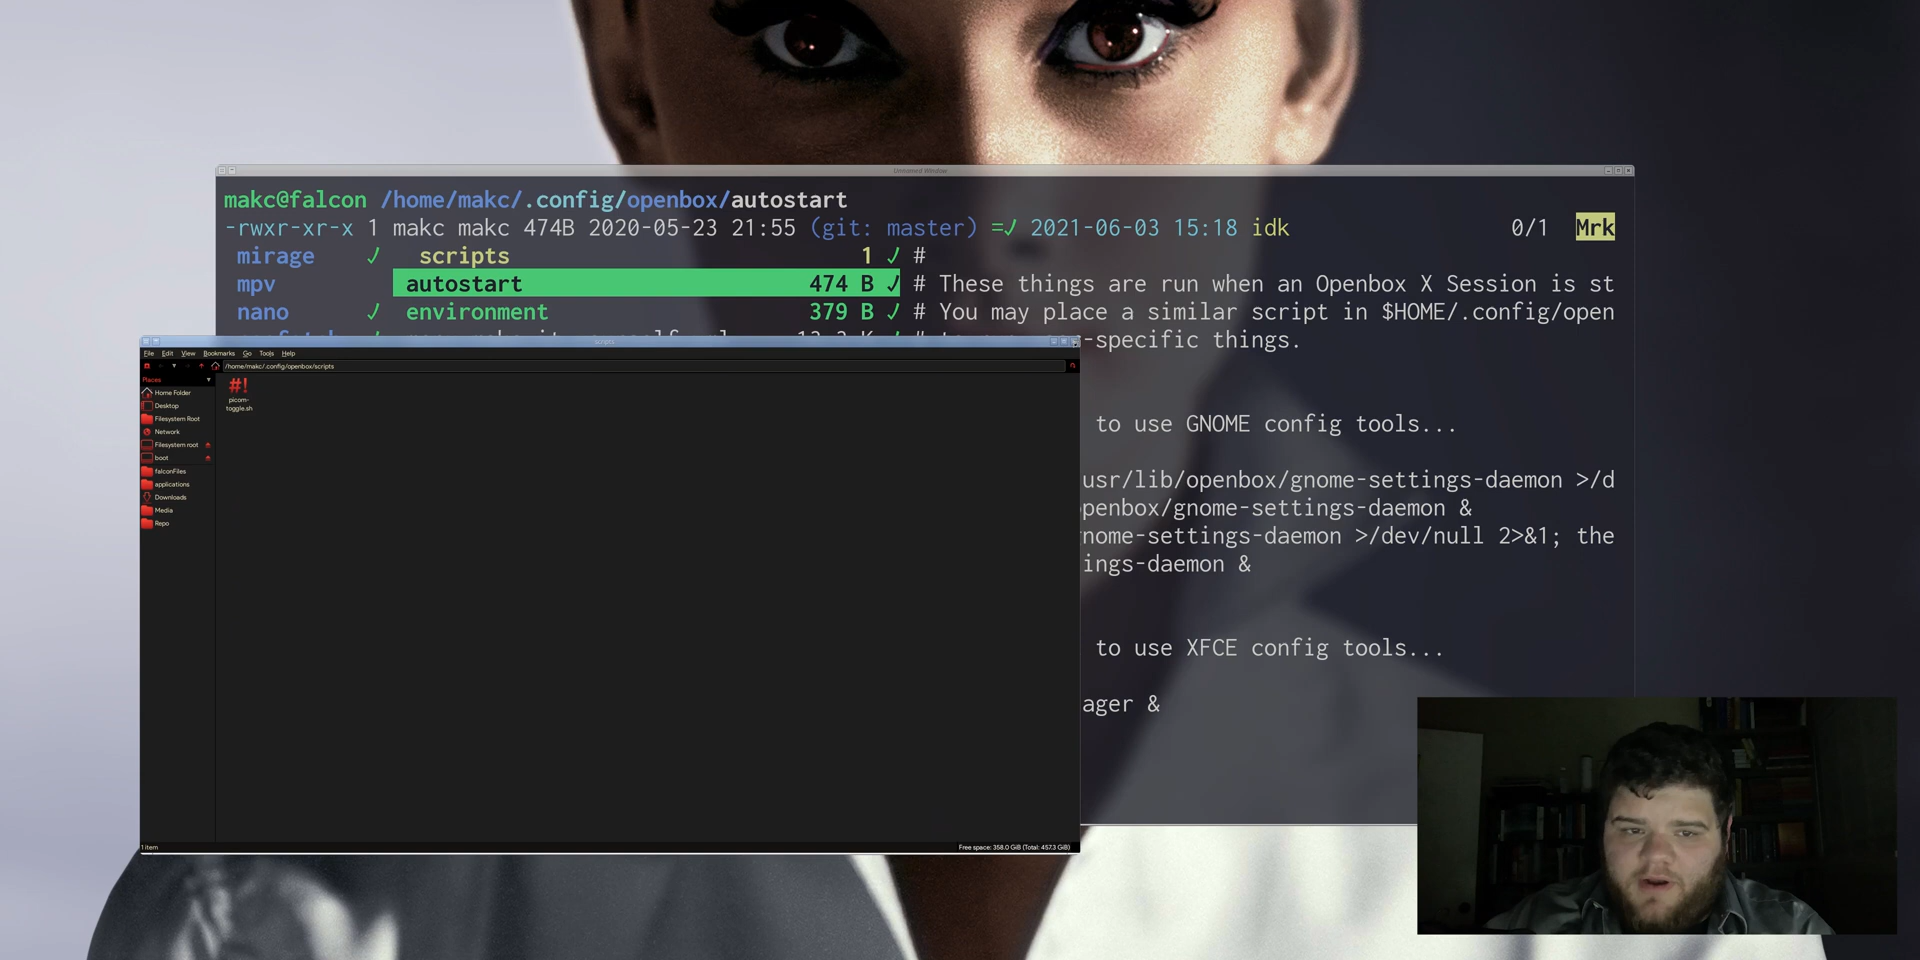 Unnamed Window
makc@falcon /home/makc/.config/openbox/autostart
-rwxr-xr-x 1 makc makc 474B 2020-05-23 21:55 (git: master) =✓ 2021-06-03 15:18 idk 0/1 Mrk
mirage ✓ scripts 1 ✓ #
mpv autostart 474 B ✓ # These things are run when an Openbox X Session is st
nano ✓ environment 379 B ✓ # You may place a similar script in $HOME/.config/open
-specific things.
scripts
File Edit View Bookmarks Go Tools Help
/home/makc/.config/openbox/scripts
Places
Home Folder
Desktop
Filesystem Root
Network
Filesystem root
boot
falconFiles
applications
Downloads
Media
Repo
#!
picom-
toggle.sh
to use GNOME config tools...
usr/lib/openbox/gnome-settings-daemon >/d
openbox/gnome-settings-daemon &
gnome-settings-daemon >/dev/null 2>&1; the
ings-daemon &
to use XFCE config tools...
ager &
1 item
Free space: 358.0 GiB (Total: 457.3 GiB)